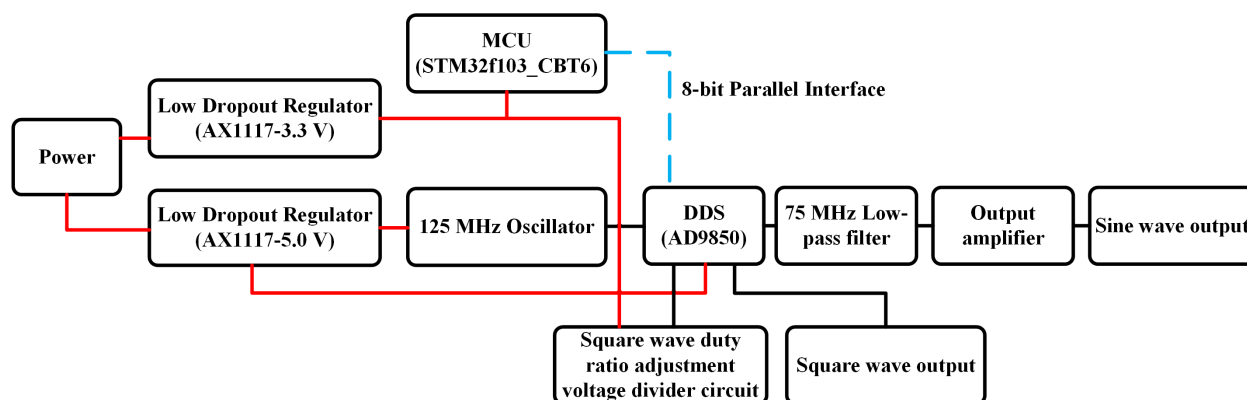 MCU
(STM32f103_CBT6)
8-bit Parallel Interface
Low Dropout Regulator
(AX1117-3.3 V)
Power
Low Dropout Regulator
(AX1117-5.0 V)
125 MHz Oscillator
DDS
(AD9850)
75 MHz Low-
pass filter
Output
amplifier
Sine wave output
Square wave duty
ratio adjustment
voltage divider circuit
Square wave output